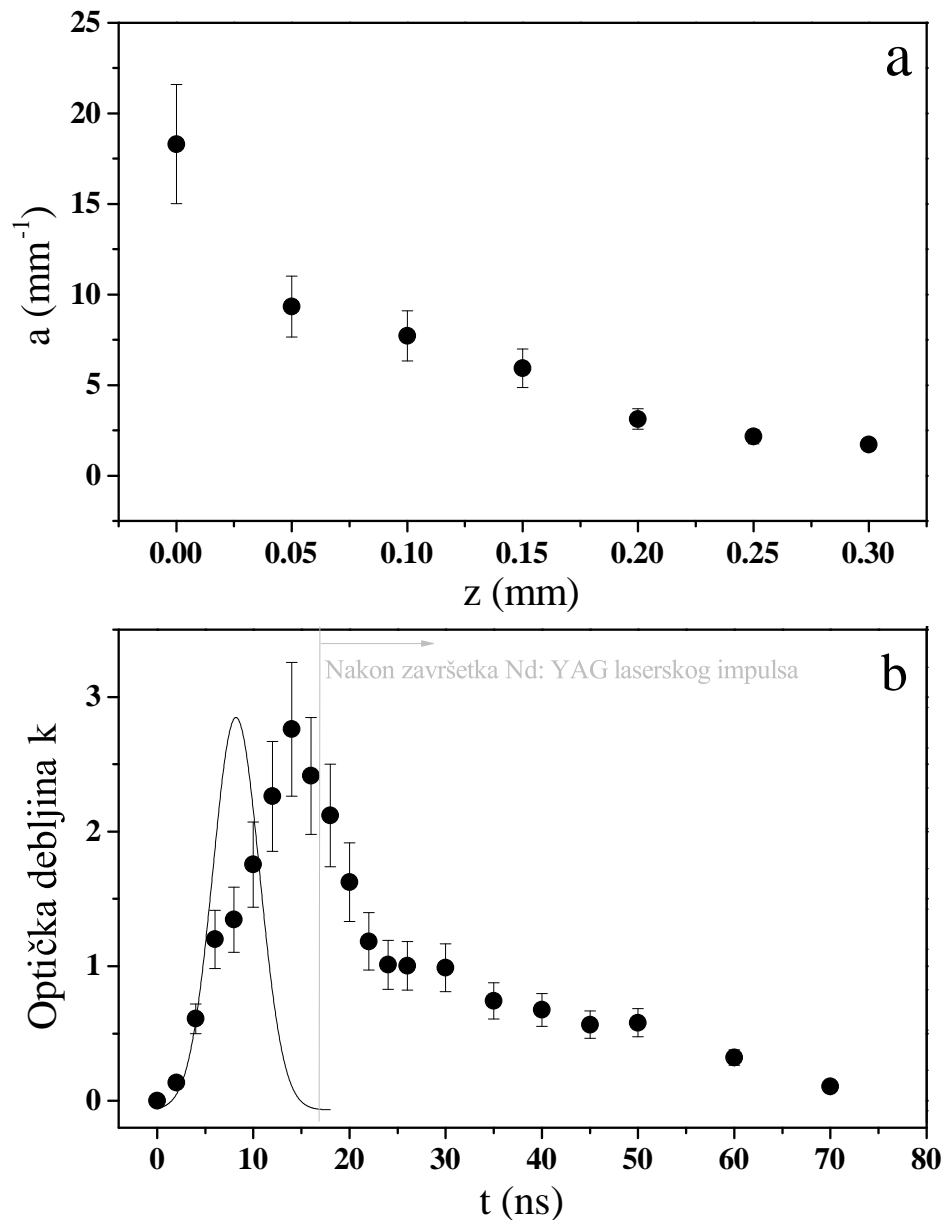 a
25
20
15
10
5
0
a (mm⁻¹)
0.00 0.05 0.10 0.15 0.20 0.25 0.30
z (mm)
b
Nakon završetka Nd: YAG laserskog impulsa
3
2
1
0
Optička debljina k
0 10 20 30 40 50 60 70 80
t (ns)